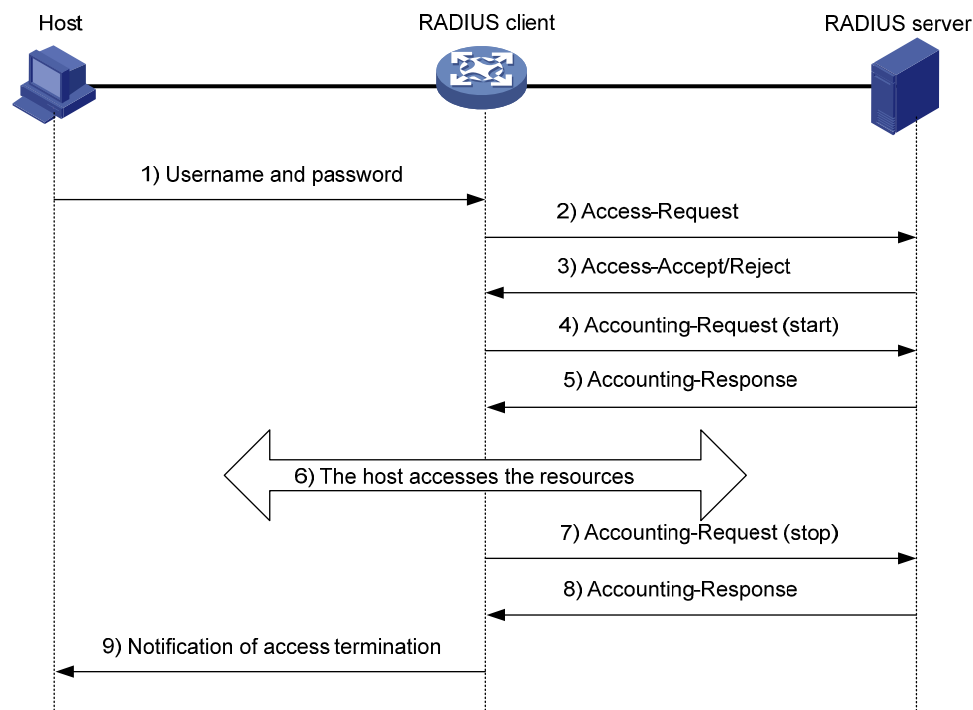 Host
RADIUS client
RADIUS server
1) Username and password
2) Access-Request
3) Access-Accept/Reject
4) Accounting-Request (start)
5) Accounting-Response
6) The host accesses the resources
7) Accounting-Request (stop)
8) Accounting-Response
9) Notification of access termination